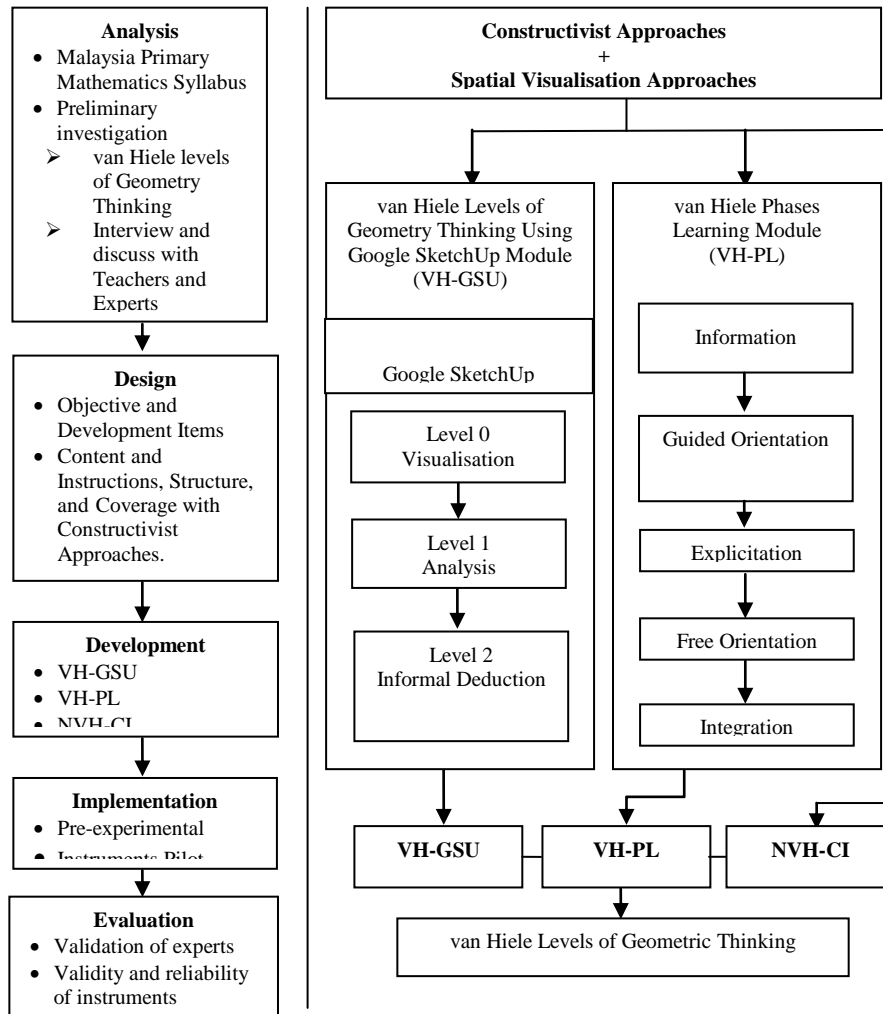 Analysis
• Malaysia Primary
Mathematics Syllabus
• Preliminary
investigation
➢ van Hiele levels
of Geometry
Thinking
➢ Interview and
discuss with
Teachers and
Experts
Design
• Objective and
Development Items
• Content and
Instructions, Structure,
and Coverage with
Constructivist
Approaches.
Development
• VH-GSU
• VH-PL
• NVH-CI
Implementation
• Pre-experimental
• Instruments Pilot
Evaluation
• Validation of experts
• Validity and reliability
of instruments
Constructivist Approaches
+
Spatial Visualisation Approaches
van Hiele Levels of
Geometry Thinking Using
Google SketchUp Module
(VH-GSU)
Google SketchUp
Level 0
Visualisation
Level 1
Analysis
Level 2
Informal Deduction
van Hiele Phases
Learning Module
(VH-PL)
Information
Guided Orientation
Explicitation
Free Orientation
Integration
VH-GSU
VH-PL
NVH-CI
van Hiele Levels of Geometric Thinking